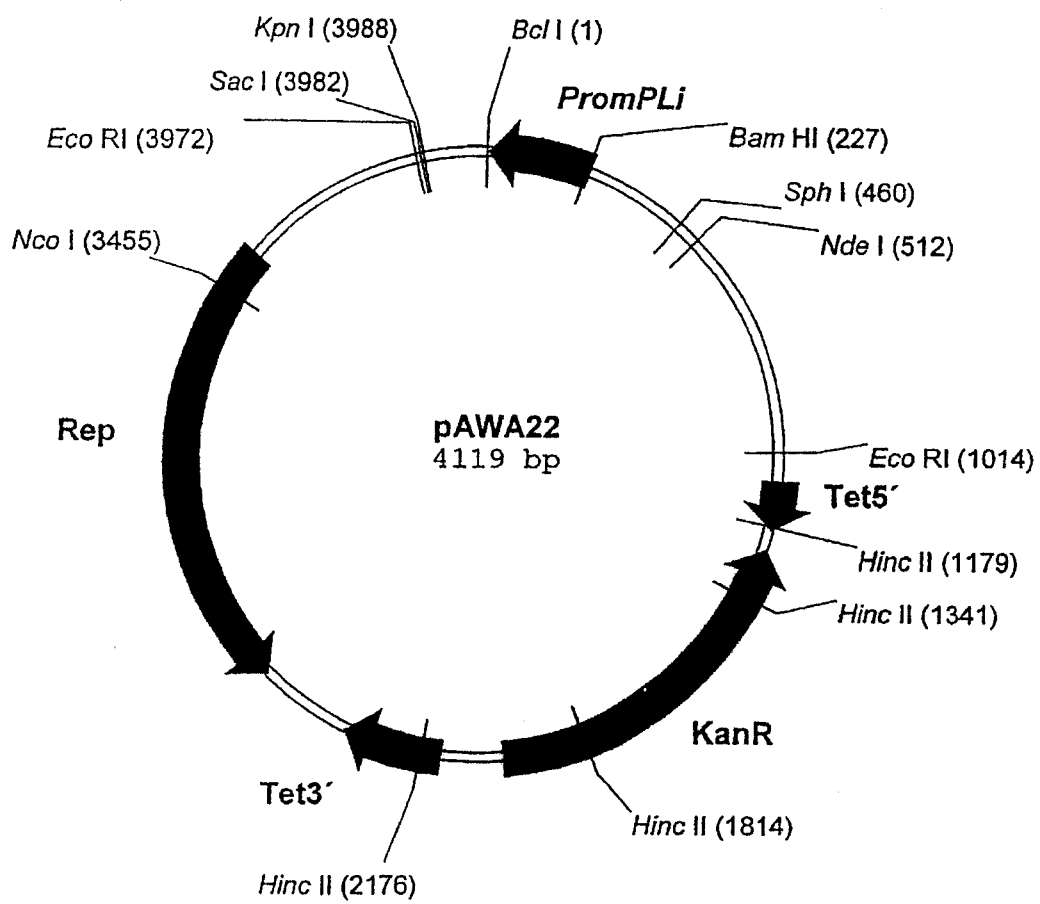 Kpn I (3988)
Bcl I (1)
Sac I (3982)
PromPLi
Eco RI (3972)
Bam HI (227)
Sph I (460)
Nco I (3455)
Nde I (512)
pAWA22
4119 bp
Rep
Eco RI (1014)
Tet5´
Hinc II (1179)
Hinc II (1341)
KanR
Tet3´
Hinc II (1814)
Hinc II (2176)